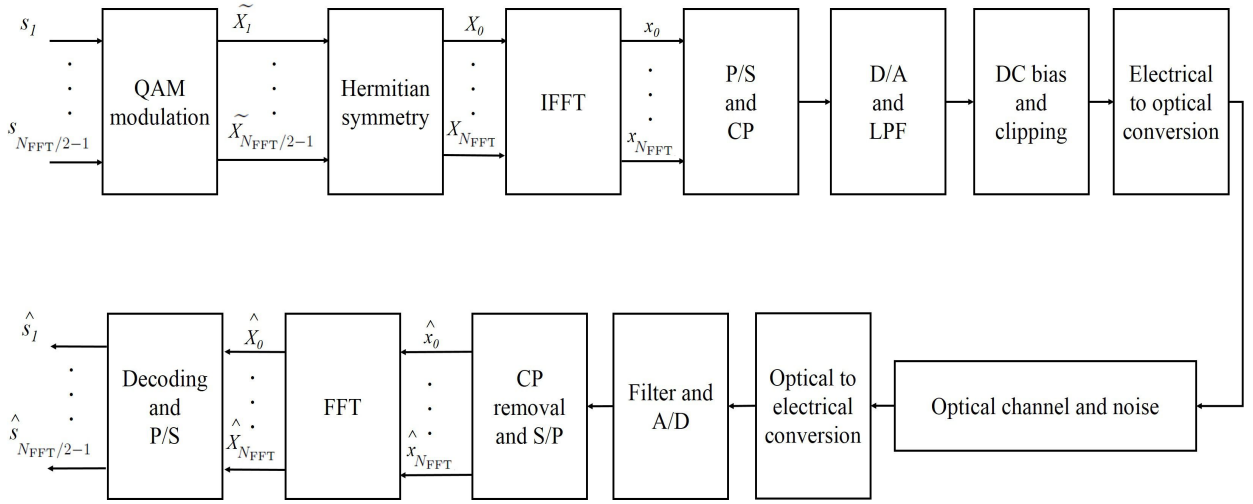 s₁
s_{N_FFT/2−1}
QAM
modulation
X̃₁
X̃_{N_FFT/2−1}
Hermitian
symmetry
X₀
X_{N_FFT}
IFFT
x₀
x_{N_FFT}
P/S
and
CP
D/A
and
LPF
DC bias
and
clipping
Electrical
to optical
conversion
ŝ₁
ŝ_{N_FFT/2−1}
Decoding
and
P/S
X̂₀
X̂_{N_FFT}
FFT
x̂₀
x̂_{N_FFT}
CP
removal
and S/P
Filter and
A/D
Optical to
electrical
conversion
Optical channel and noise